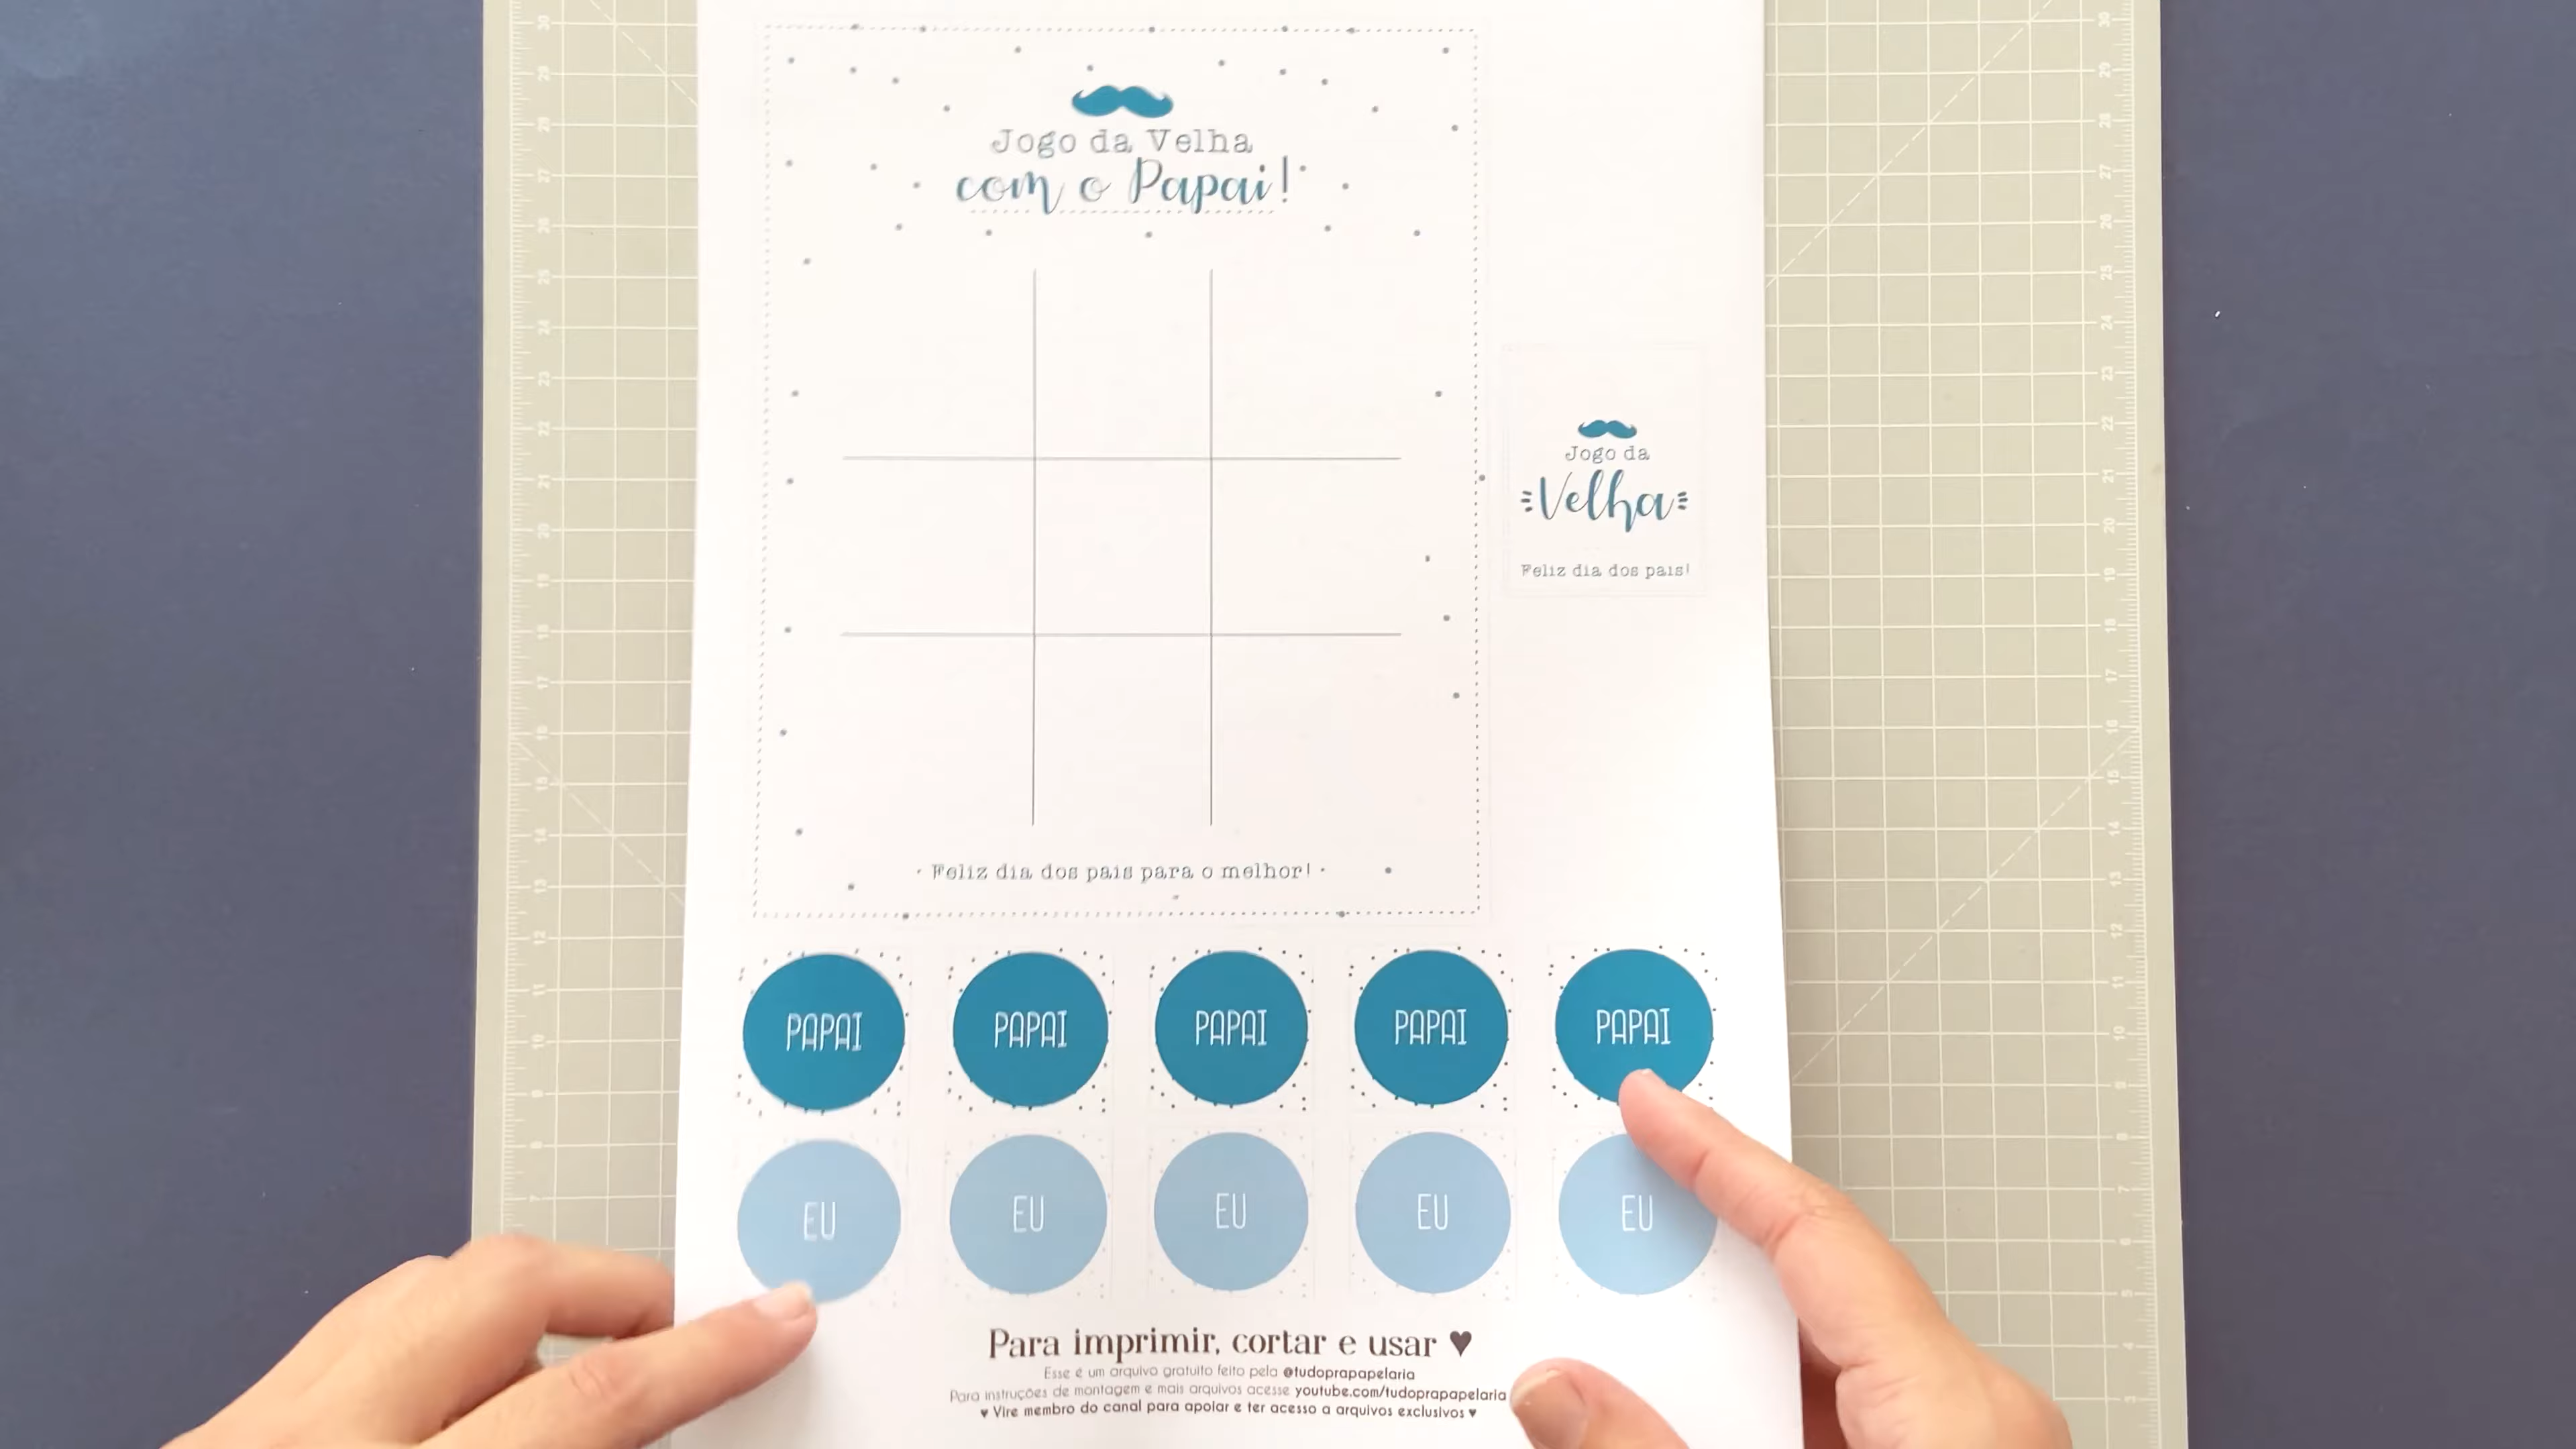 Jogo da Velha
com o Papai!
Jogo da
Velha
Feliz dia dos pais!
· Feliz dia dos pais para o melhor! ·
PAPAI PAPAI PAPAI PAPAI PAPAI
EU EU EU EU EU
Para imprimir, cortar e usar ♥
Esse é um arquivo gratuito feito pela @tudoprapapelaria
Para instruções de montagem e mais arquivos acesse youtube.com/tudoprapapelaria
♥ Vire membro do canal para apoiar e ter acesso a arquivos exclusivos ♥